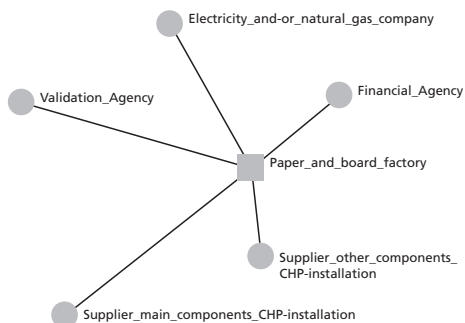 Electricity_and-or_natural_gas_company
Financial_Agency
Validation_Agency
Paper_and_board_factory
Supplier_other_components_
CHP-installation
Supplier_main_components_CHP-installation